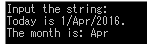 Input the string:
Today is 1/Apr/2016.
The month is: Apr